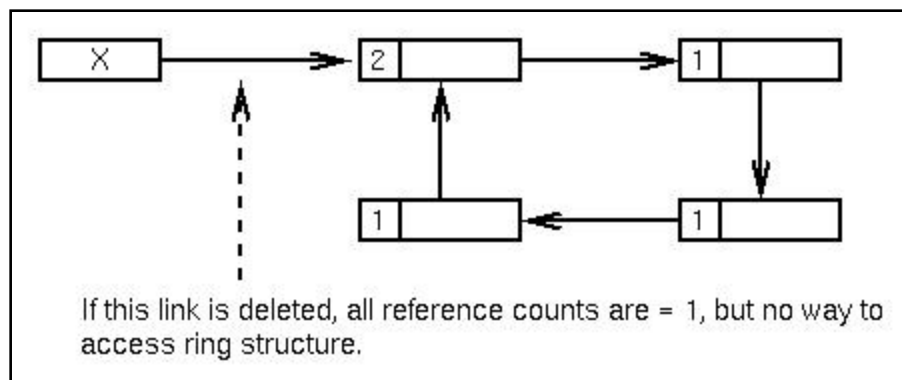 X
2
1
1
1
If this link is deleted, all reference counts are = 1, but no way to
access ring structure.